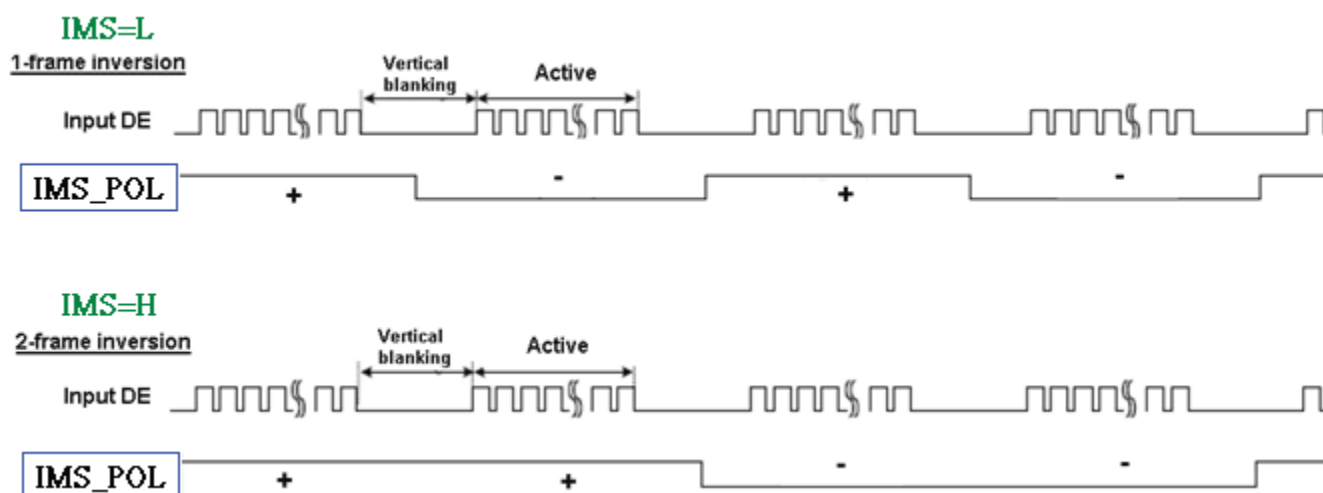 IMS=L
1-frame inversion
Vertical
blanking
Active
Input DE
IMS_POL
+ - + -
IMS=H
2-frame inversion
Vertical
blanking
Active
Input DE
IMS_POL
+ + - -